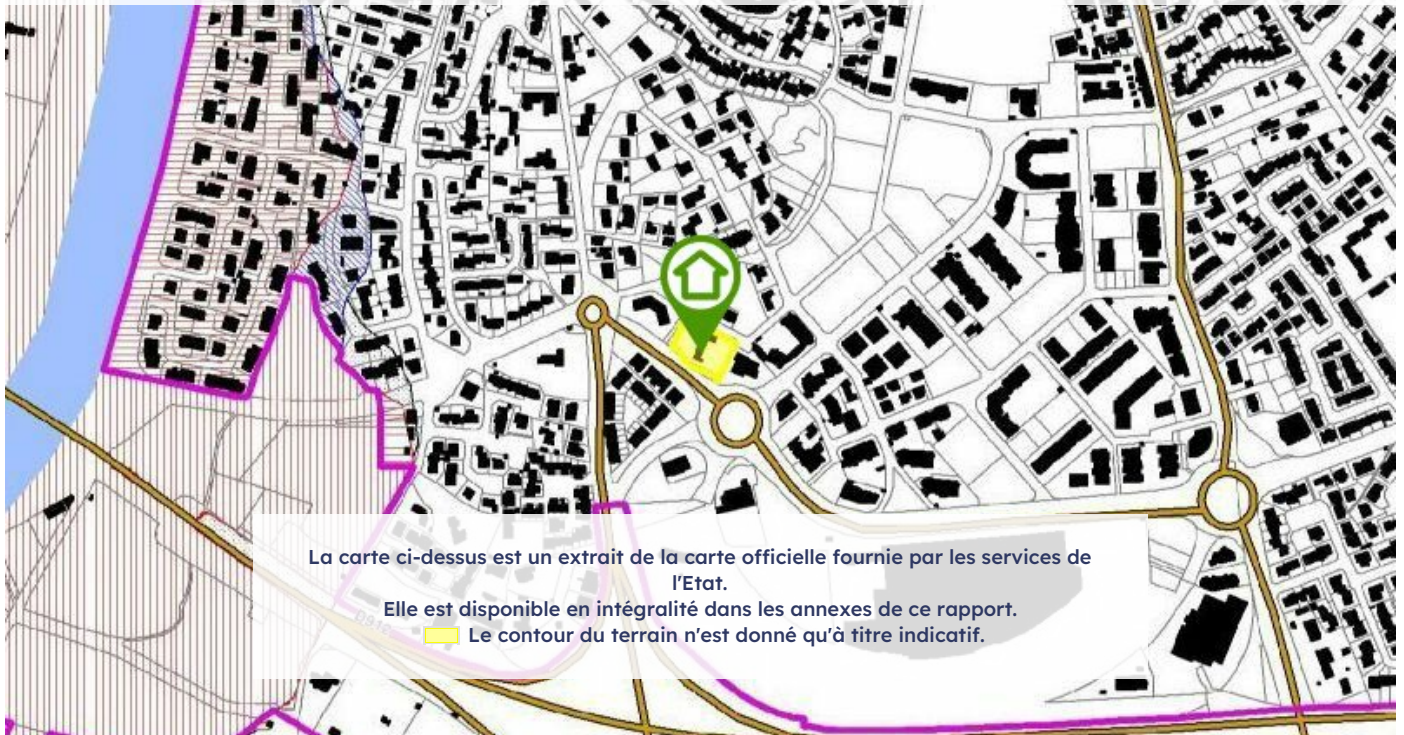 La carte ci-dessus est un extrait de la carte officielle fournie par les services de
l'Etat.
Elle est disponible en intégralité dans les annexes de ce rapport.
Le contour du terrain n'est donné qu'à titre indicatif.
D912